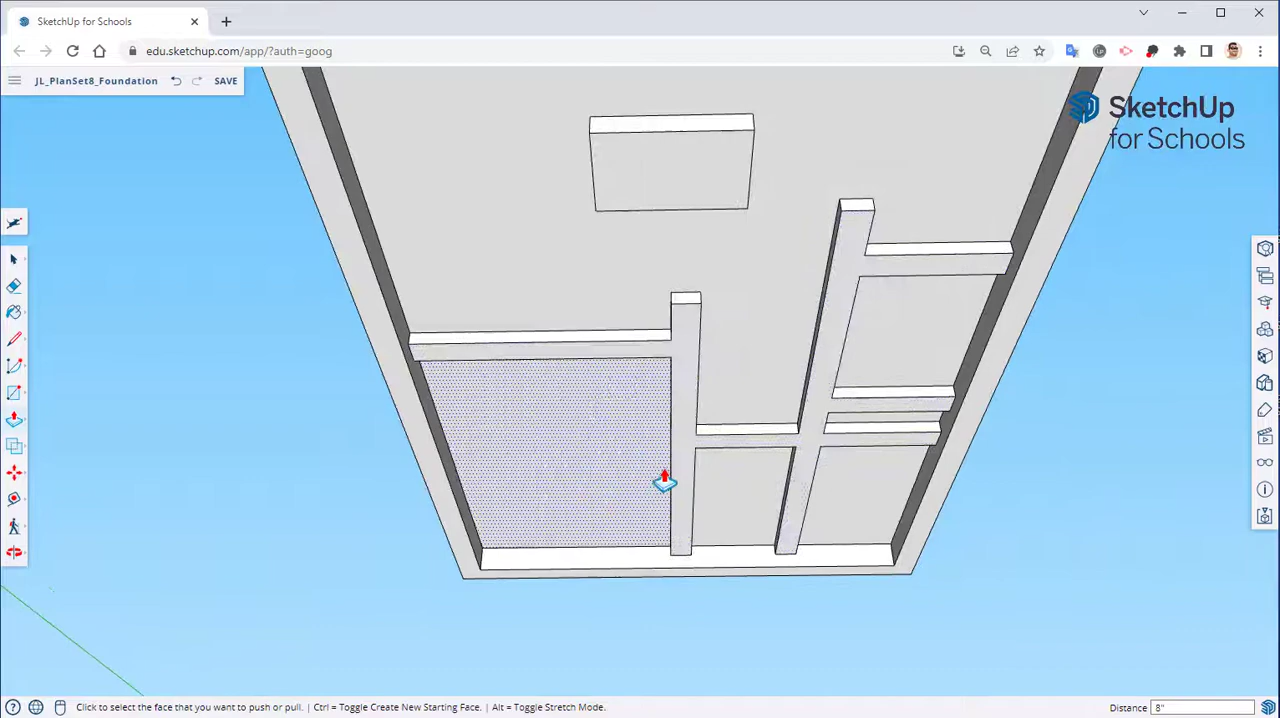 SketchUp for Schools
edu.sketchup.com/app/?auth=goog
JL_PlanSet8_Foundation
SAVE
SketchUp
for Schools
Click to select the face that you want to push or pull. | Ctrl = Toggle Create New Starting Face. | Alt = Toggle Stretch Mode.
Distance 8"